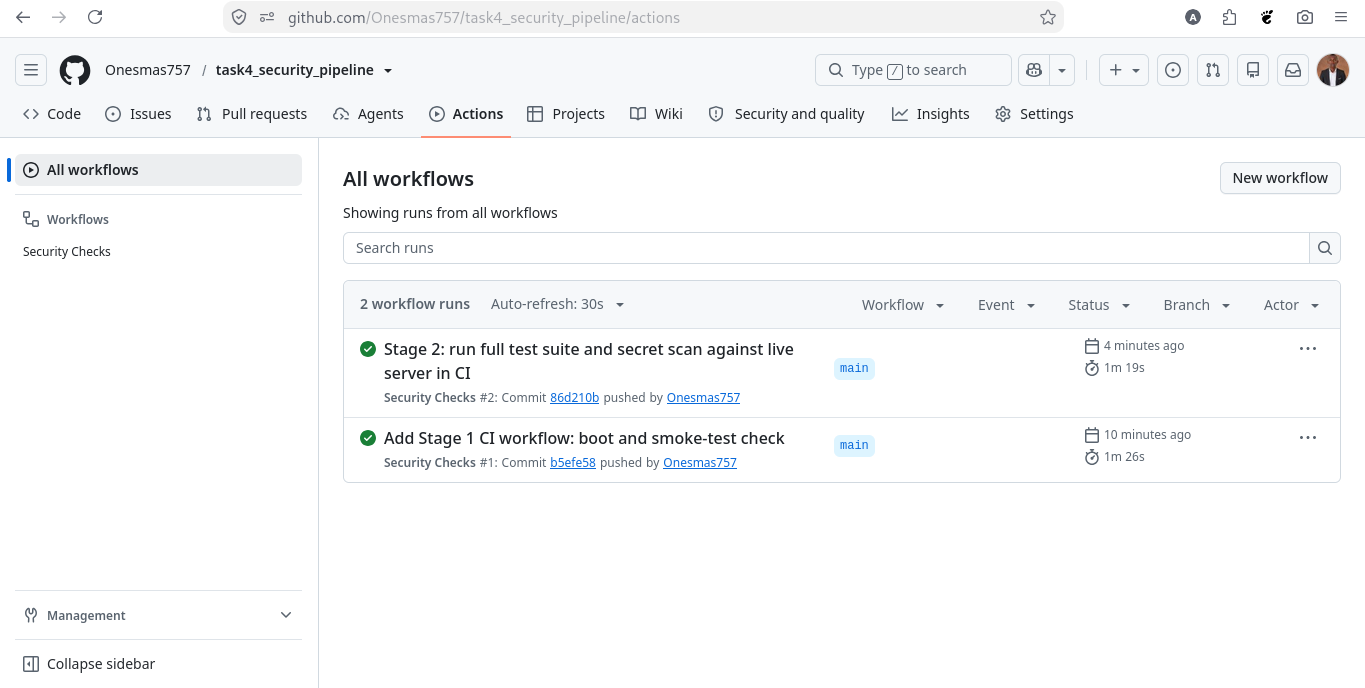 github.com/Onesmas757/task4_security_pipeline/actions
A
Onesmas757 / task4_security_pipeline
Type / to search
Code
Issues
Pull requests
Agents
Actions
Projects
Wiki
Security and quality
Insights
Settings
All workflows
Workflows
Security Checks
Management
Collapse sidebar
All workflows
New workflow
Showing runs from all workflows
Search runs
2 workflow runs
Auto-refresh: 30s
Workflow
Event
Status
Branch
Actor
Stage 2: run full test suite and secret scan against live
server in CI
Security Checks #2: Commit 86d210b pushed by Onesmas757
main
4 minutes ago
1m 19s
Add Stage 1 CI workflow: boot and smoke-test check
Security Checks #1: Commit b5efe58 pushed by Onesmas757
main
10 minutes ago
1m 26s